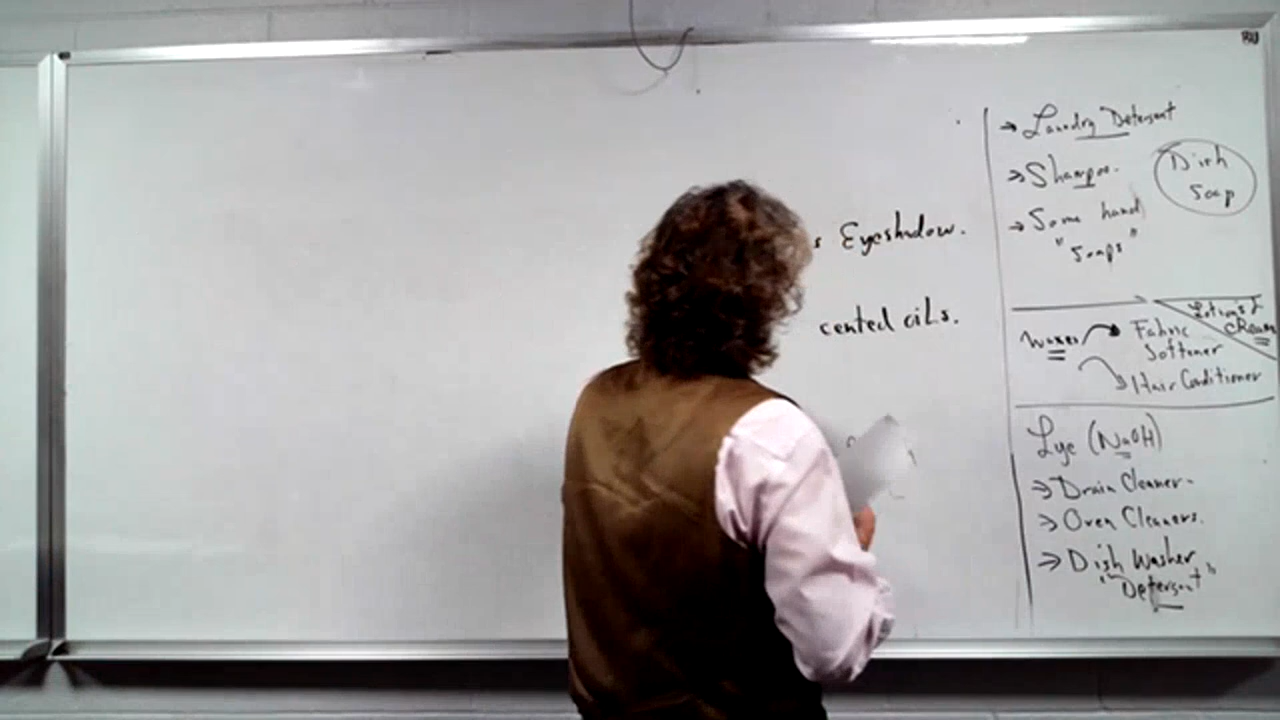 s Eyeshadow.
cented oils.
→ Laundry Detergent
→ Shampoo.
→ Some hand
"Soaps"
Dish
Soap
Lotions &
Creams
Waxes → Fabric
Softener
→ Hair Conditioner
Lye (NaOH)
⇒ Drain Cleaner.
⇒ Oven Cleaners.
⇒ Dish Washer
"Detergent"